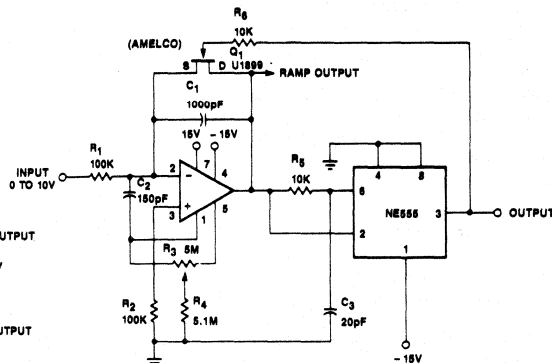 R6
10K
(AMELCO)
Q1
S D U1899
RAMP OUTPUT
C1
1000pF
15V -15V
R1
100K
INPUT
0 TO 10V
C2
150pF
2 - 7 4
+
3 1 5
R5
10K
4 8
6
NE555
3
OUTPUT
2
1
UTPUT
R3 5M
V
R2
100K
R4
5.1M
C3
20pF
UTPUT
-15V